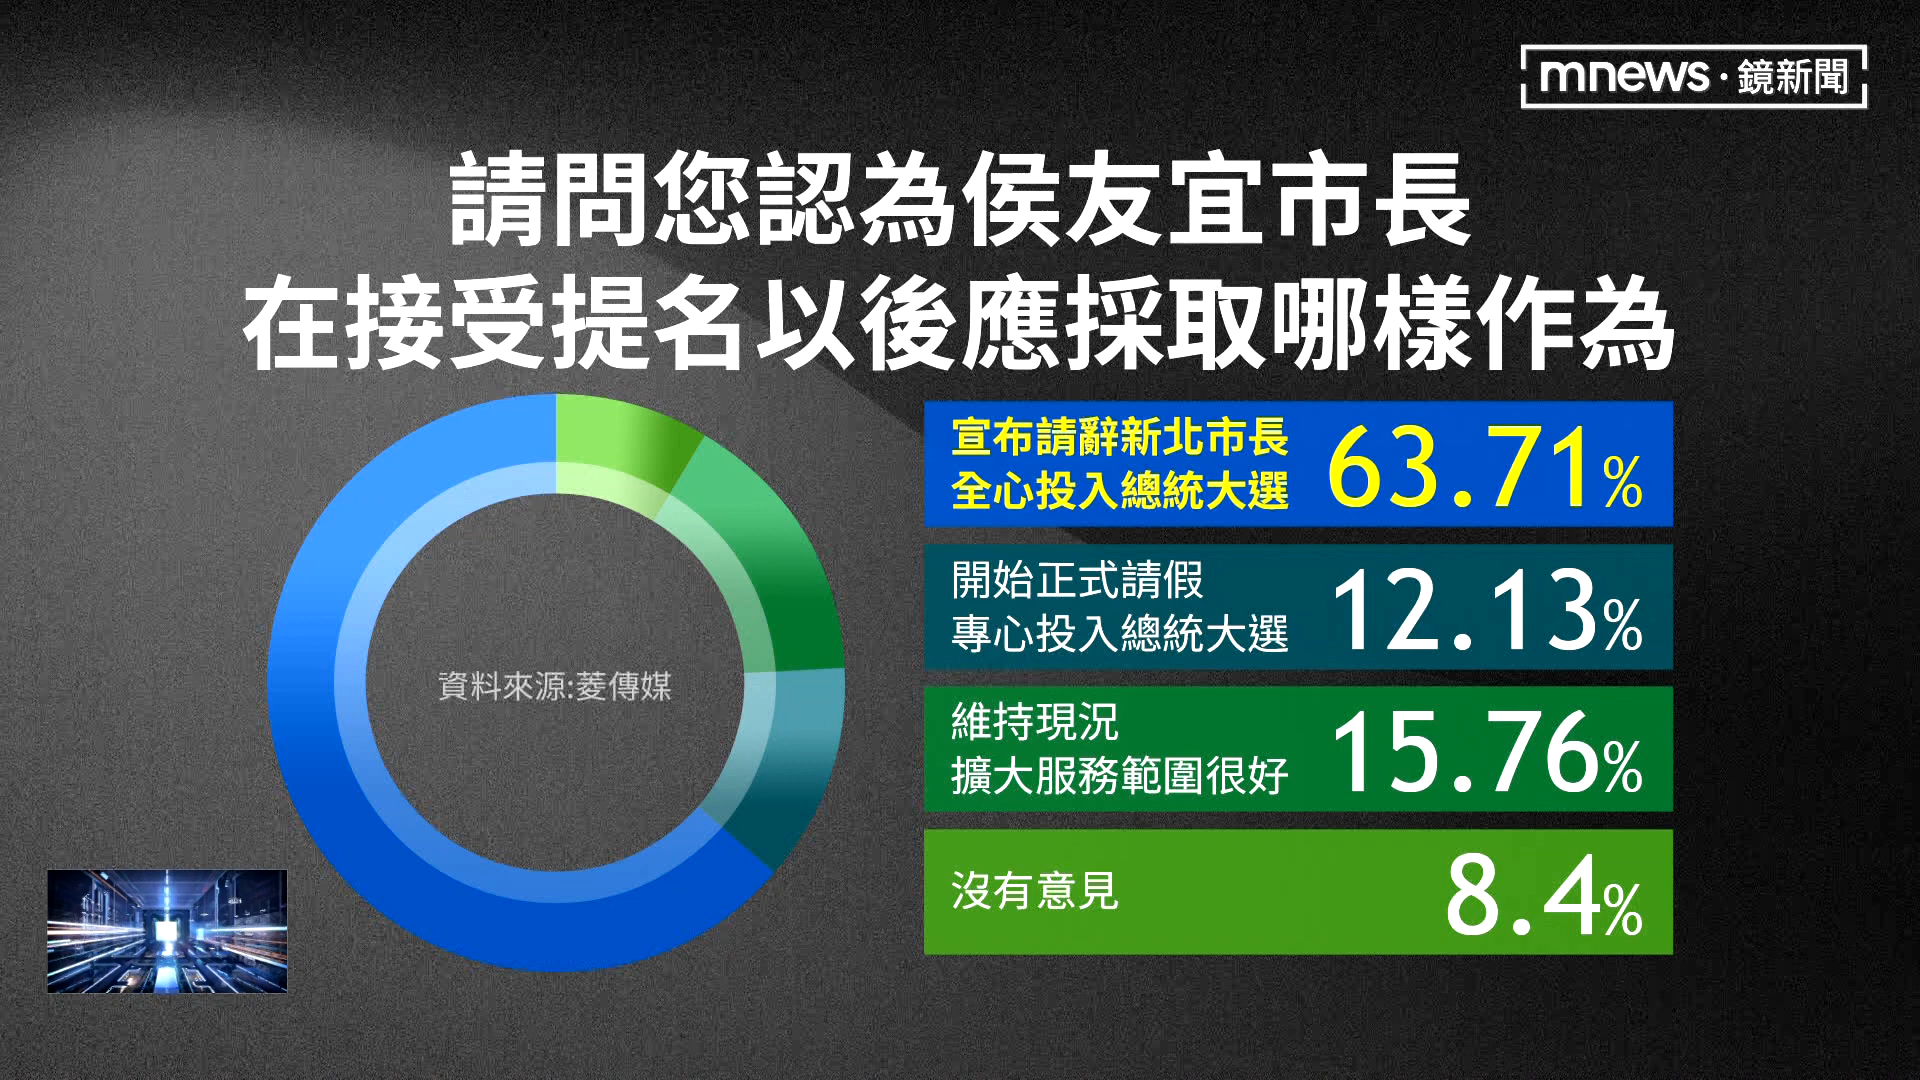 mnews·鏡新聞
請問您認為侯友宜市長
在接受提名以後應採取哪樣作為
資料來源:菱傳媒
宣布請辭新北市長
全心投入總統大選
63.71%
開始正式請假
專心投入總統大選
12.13%
維持現況
擴大服務範圍很好
15.76%
沒有意見
8.4%